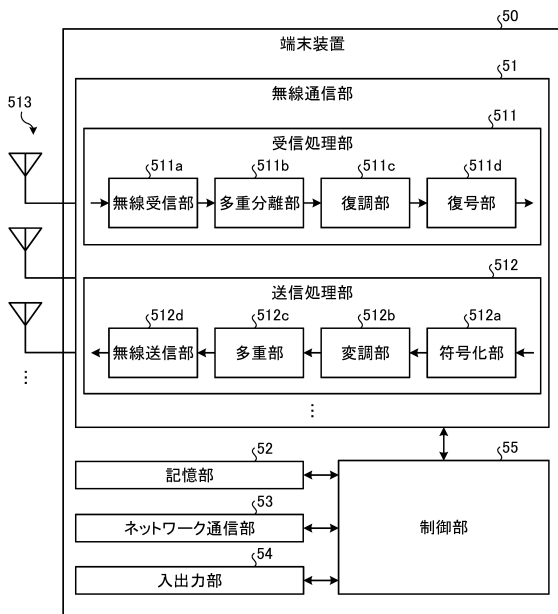 50
端末装置
51
無線通信部
513
511
受信処理部
511a 511b 511c 511d
無線受信部 多重分離部 復調部 復号部
512
送信処理部
512d 512c 512b 512a
無線送信部 多重部 変調部 符号化部
…
…
52
記憶部
53
ネットワーク通信部
54
入出力部
55
制御部